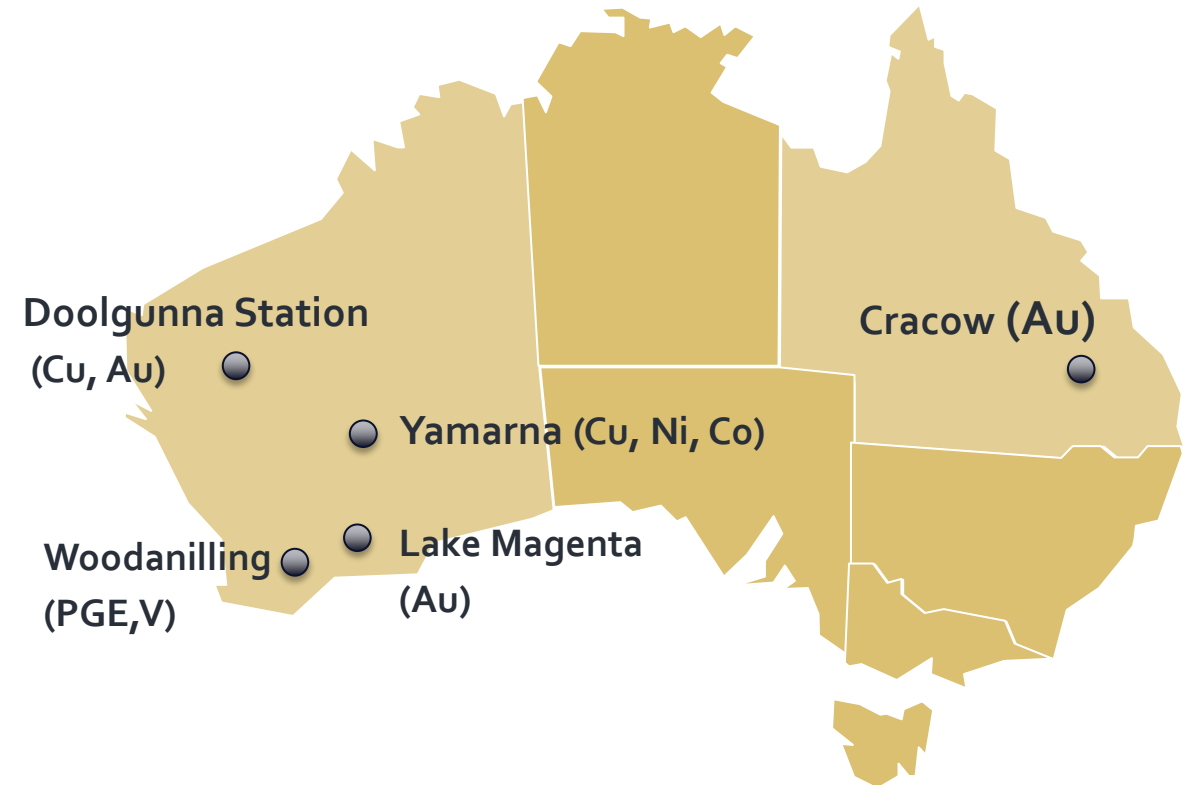 Doolgunna Station
(Cu, Au)
Cracow (Au)
Yamarna (Cu, Ni, Co)
Woodanilling
(PGE,V)
Lake Magenta
(Au)